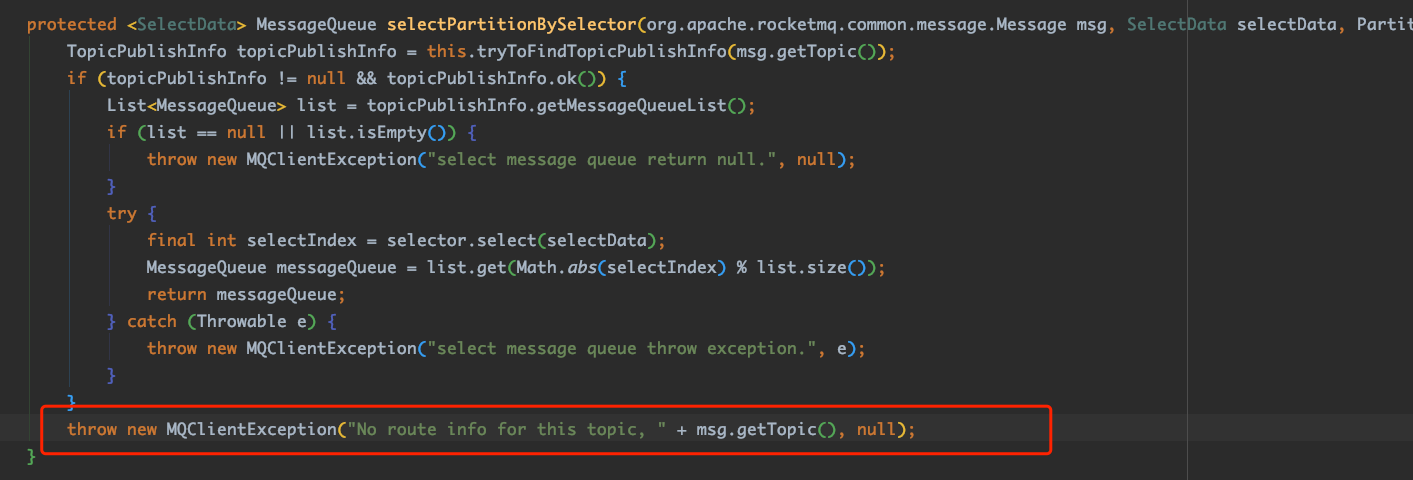 protected <SelectData> MessageQueue selectPartitionBySelector(org.apache.rocketmq.common.message.Message msg, SelectData selectData, Partit
TopicPublishInfo topicPublishInfo = this.tryToFindTopicPublishInfo(msg.getTopic());
if (topicPublishInfo != null && topicPublishInfo.ok()) {
List<MessageQueue> list = topicPublishInfo.getMessageQueueList();
if (list == null || list.isEmpty()) {
throw new MQClientException("select message queue return null.", null);
}
try {
final int selectIndex = selector.select(selectData);
MessageQueue messageQueue = list.get(Math.abs(selectIndex) % list.size());
return messageQueue;
} catch (Throwable e) {
throw new MQClientException("select message queue throw exception.", e);
}
}
throw new MQClientException("No route info for this topic, " + msg.getTopic(), null);
}